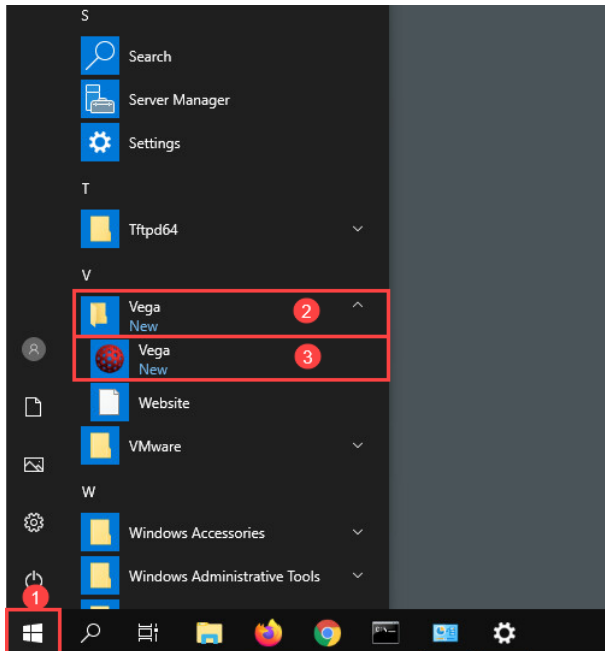 S
Search
Server Manager
Settings
T
Tftpd64
V
Vega
2
New
Vega
3
New
Website
VMware
W
Windows Accessories
Windows Administrative Tools
1